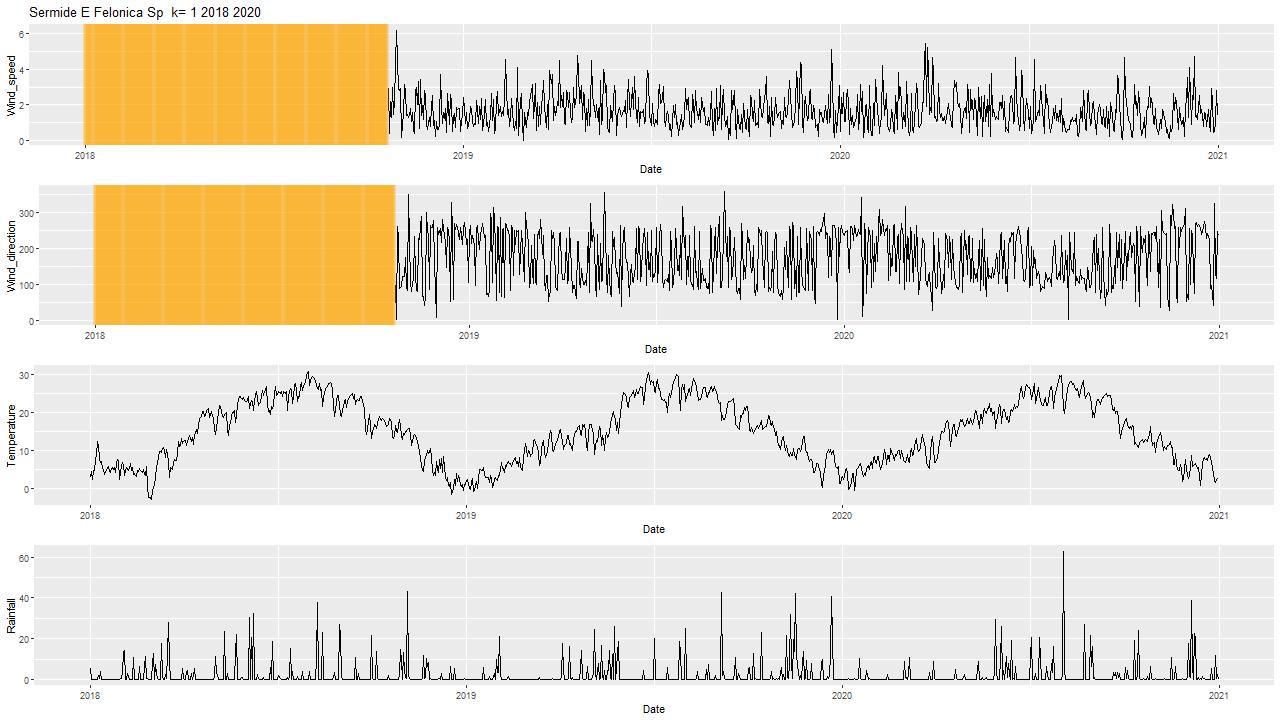 Sermide E Felonica Sp k= 1 2018 2020
Wind_speed
6
4
2
0
2018 2019 2020 2021
Date
Wind_direction
300
200
100
0
2018 2019 2020 2021
Date
Temperature
30
20
10
0
2018 2019 2020 2021
Date
Rainfall
60
40
20
0
2018 2019 2020 2021
Date